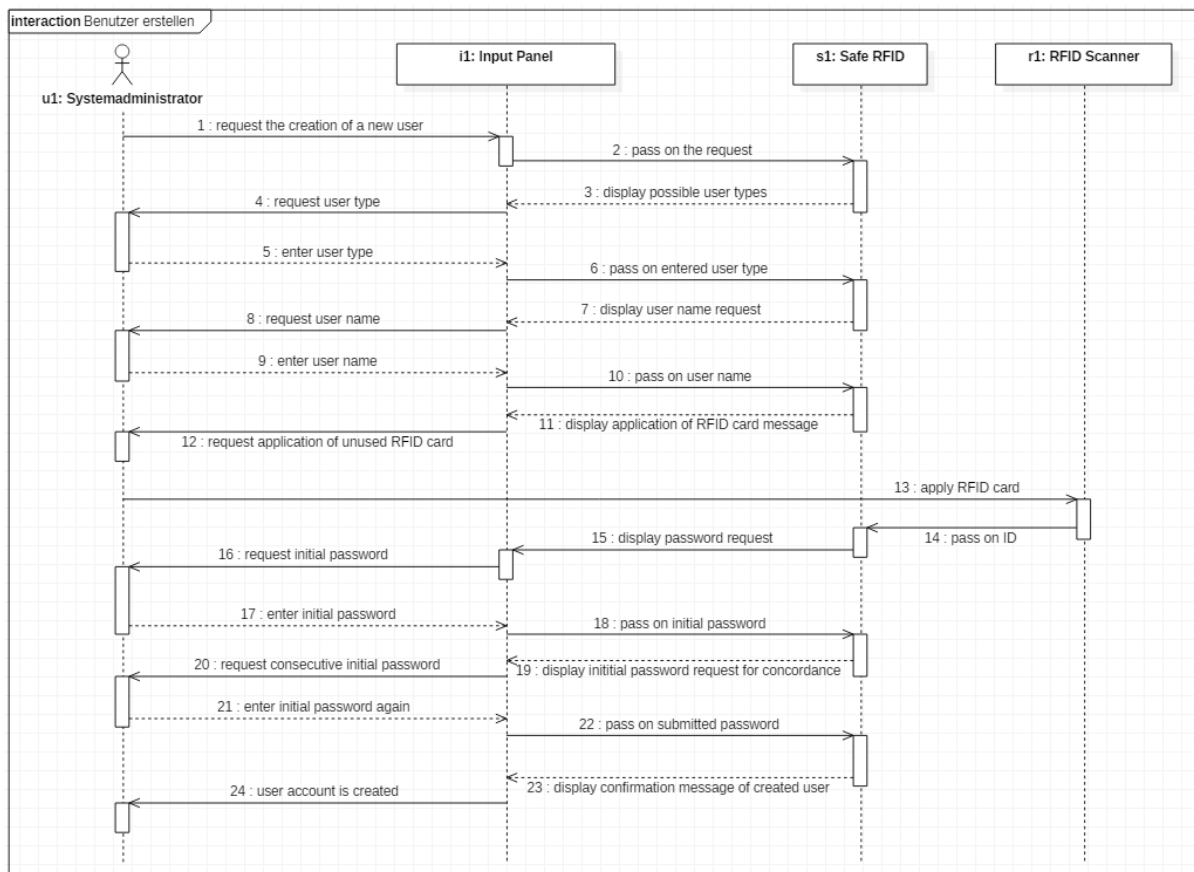 interaction Benutzer erstellen
i1: Input Panel
s1: Safe RFID
r1: RFID Scanner
u1: Systemadministrator
1 : request the creation of a new user
2 : pass on the request
3 : display possible user types
4 : request user type
5 : enter user type
6 : pass on entered user type
7 : display user name request
8 : request user name
9 : enter user name
10 : pass on user name
11 : display application of RFID card message
12 : request application of unused RFID card
13 : apply RFID card
14 : pass on ID
15 : display password request
16 : request initial password
17 : enter initial password
18 : pass on initial password
19 : display inititial password request for concordance
20 : request consecutive initial password
21 : enter initial password again
22 : pass on submitted password
23 : display confirmation message of created user
24 : user account is created